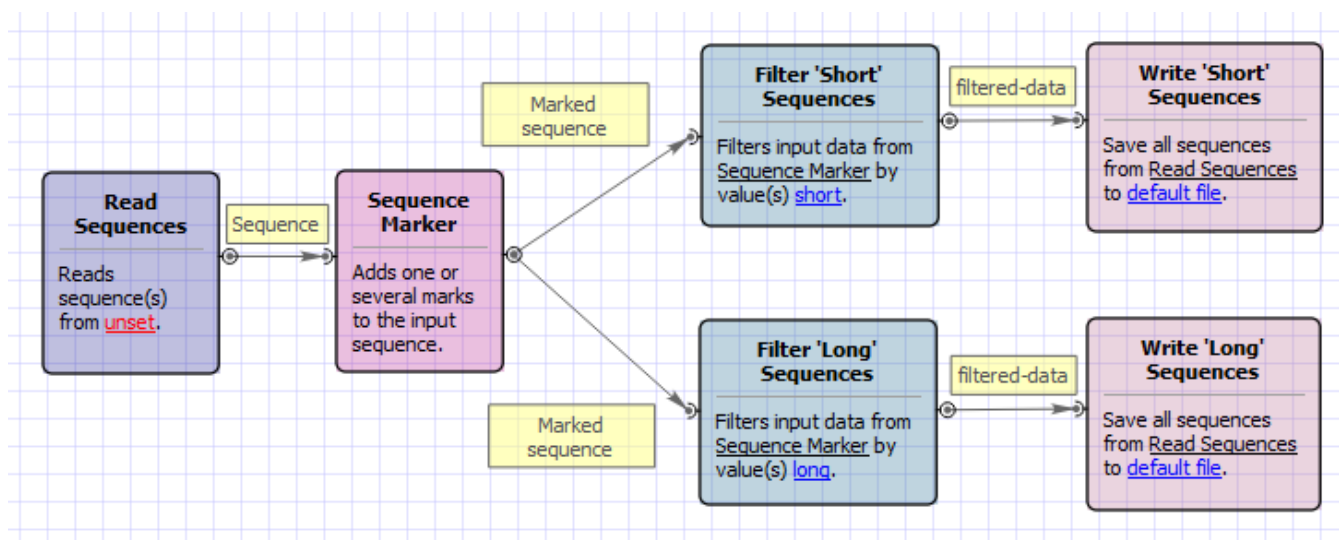 Read
Sequences
Reads
sequence(s)
from unset.
Sequence
Sequence
Marker
Adds one or
several marks
to the input
sequence.
Marked
sequence
Filter 'Short'
Sequences
Filters input data from
Sequence Marker by
value(s) short.
filtered-data
Write 'Short'
Sequences
Save all sequences
from Read Sequences
to default file.
Marked
sequence
Filter 'Long'
Sequences
Filters input data from
Sequence Marker by
value(s) long.
filtered-data
Write 'Long'
Sequences
Save all sequences
from Read Sequences
to default file.